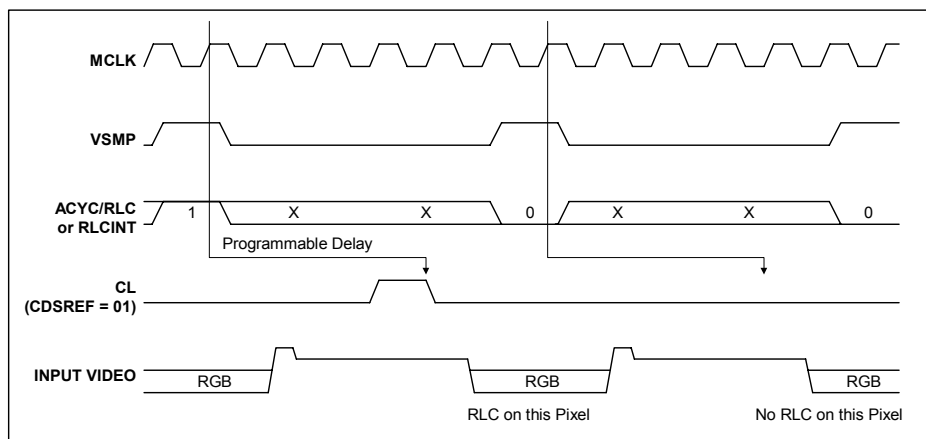 MCLK
VSMP
ACYC/RLC
or RLCINT
1 X X 0 X X 0
Programmable Delay
CL
(CDSREF = 01)
INPUT VIDEO
RGB RGB RGB
RLC on this Pixel No RLC on this Pixel